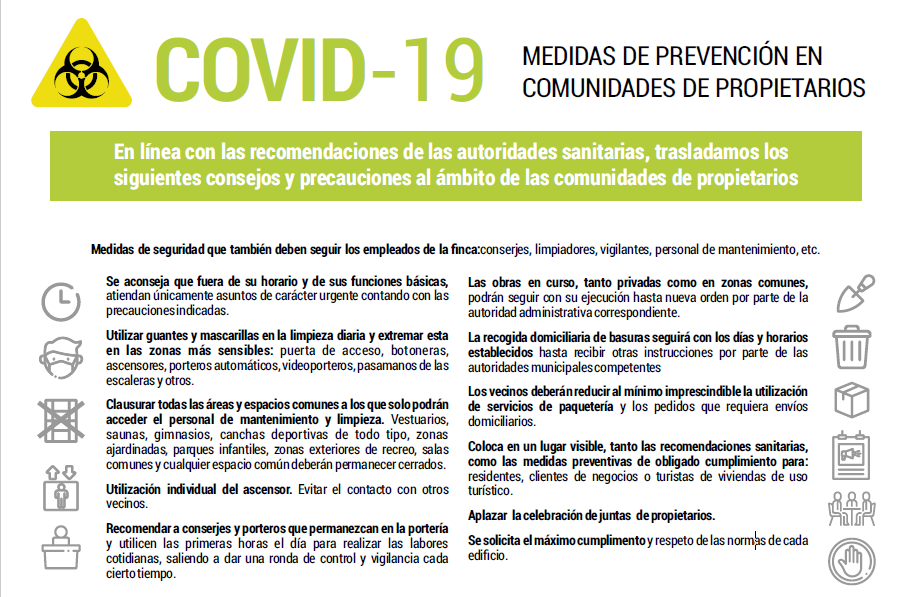 COVID-19
MEDIDAS DE PREVENCIÓN EN
COMUNIDADES DE PROPIETARIOS
En línea con las recomendaciones de las autoridades sanitarias, trasladamos los
siguientes consejos y precauciones al ámbito de las comunidades de propietarios
Medidas de seguridad que también deben seguir los empleados de la finca:conserjes, limpiadores, vigilantes, personal de mantenimiento, etc.
Se aconseja que fuera de su horario y de sus funciones básicas,
atiendan únicamente asuntos de carácter urgente contando con las
precauciones indicadas.
Utilizar guantes y mascarillas en la limpieza diaria y extremar esta
en las zonas más sensibles: puerta de acceso, botoneras,
ascensores, porteros automáticos, videoporteros, pasamanos de las
escaleras y otros.
Clausurar todas las áreas y espacios comunes a los que solo podrán
acceder el personal de mantenimiento y limpieza. Vestuarios,
saunas, gimnasios, canchas deportivas de todo tipo, zonas
ajardinadas, parques infantiles, zonas exteriores de recreo, salas
comunes y cualquier espacio común deberán permanecer cerrados.
Utilización individual del ascensor. Evitar el contacto con otros
vecinos.
Recomendar a conserjes y porteros que permanezcan en la portería
y utilicen las primeras horas el día para realizar las labores
cotidianas, saliendo a dar una ronda de control y vigilancia cada
cierto tiempo.
Las obras en curso, tanto privadas como en zonas comunes,
podrán seguir con su ejecución hasta nueva orden por parte de la
autoridad administrativa correspondiente.
La recogida domiciliaria de basuras seguirá con los días y horarios
establecidos hasta recibir otras instrucciones por parte de las
autoridades municipales competentes
Los vecinos deberán reducir al mínimo imprescindible la utilización
de servicios de paquetería y los pedidos que requiera envíos
domiciliarios.
Coloca en un lugar visible, tanto las recomendaciones sanitarias,
como las medidas preventivas de obligado cumplimiento para:
residentes, clientes de negocios o turistas de viviendas de uso
turístico.
Aplazar la celebración de juntas de propietarios.
Se solicita el máximo cumplimento y respeto de las normas de cada
edificio.